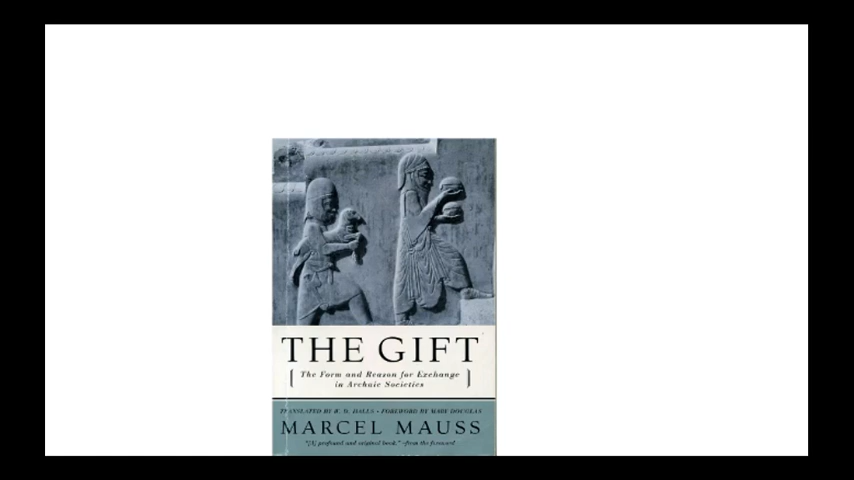 THE GIFT
[ The Form and Reason for Exchange
in Archaic Societies ]
TRANSLATED BY W. D. HALLS • FOREWORD BY MARY DOUGLAS
MARCEL MAUSS
"[A] profound and original book."—from the foreword